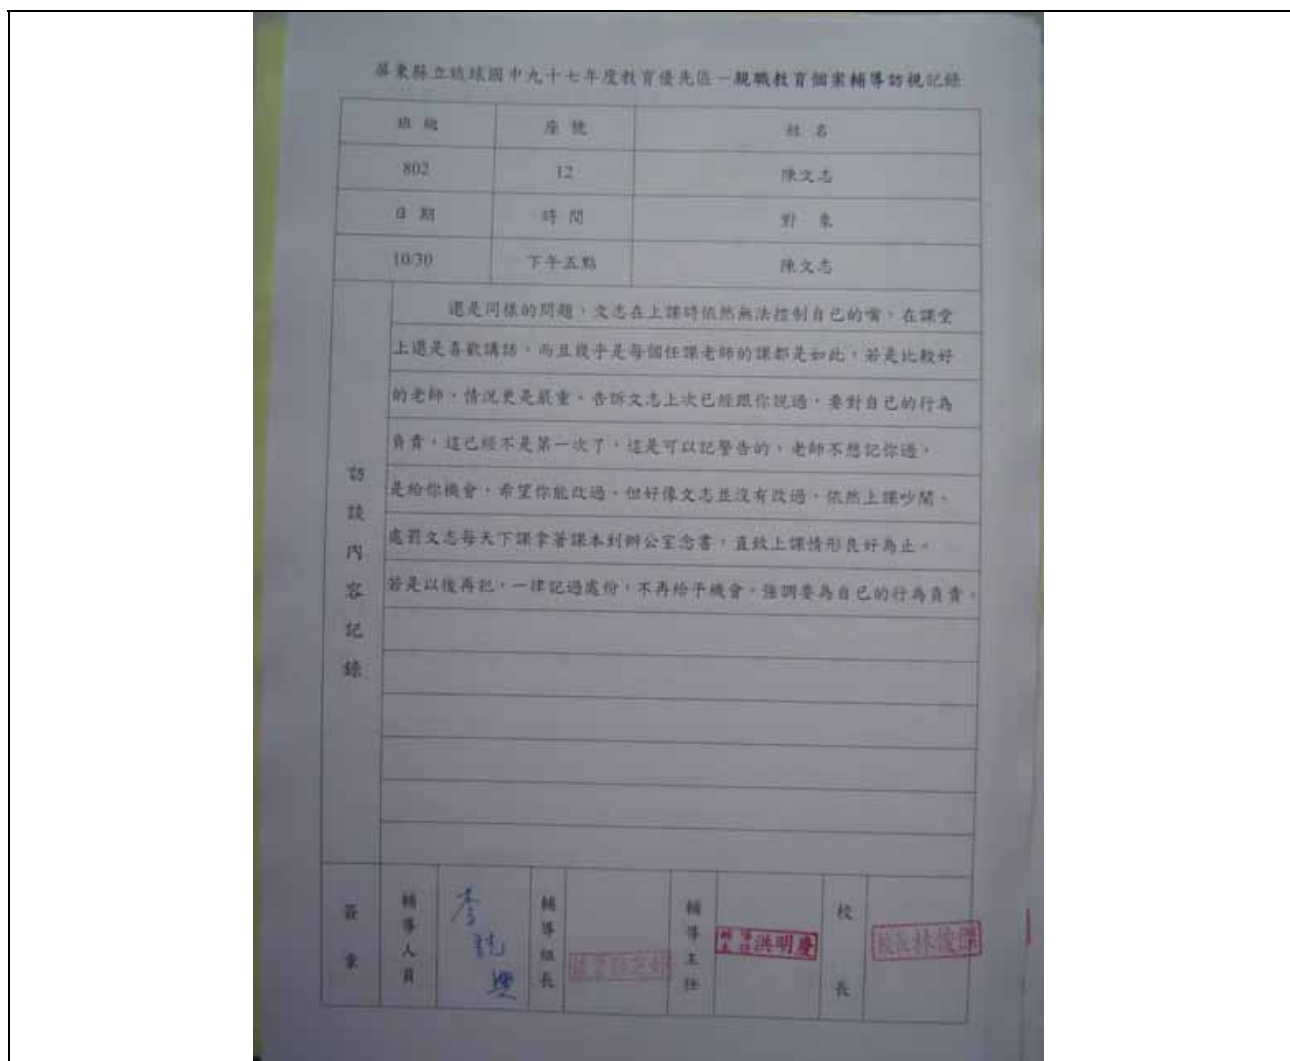 屏東縣立琉球國中九十七年度教育優先區－親職教育個案輔導訪視記錄
班 級 座 號 姓 名
802 12 陳文志
日 期 時 間 對 象
10/30 下午五點 陳文志
訪談內容記錄
還是同樣的問題，文志在上課時依然無法控制自己的嘴，在課堂
上還是喜歡講話，而且幾乎是每個任課老師的課都是如此，若是比較好
的老師，情況更是嚴重。告訴文志上次已經跟你說過，要對自己的行為
負責，這已經不是第一次了，這是可以記警告的，老師不想記你過，
是給你機會，希望你能改過，但好像文志並沒有改過，依然上課吵鬧。
處罰文志每天下課拿著課本到辦公室念書，直致上課情形良好為止。
若是以後再犯，一律記過處份，不再給予機會，強調要為自己的行為負責。
簽章 輔導人員 李 輔導組長 輔導主任 輔導主任洪明慶 校長 校長林俊傑